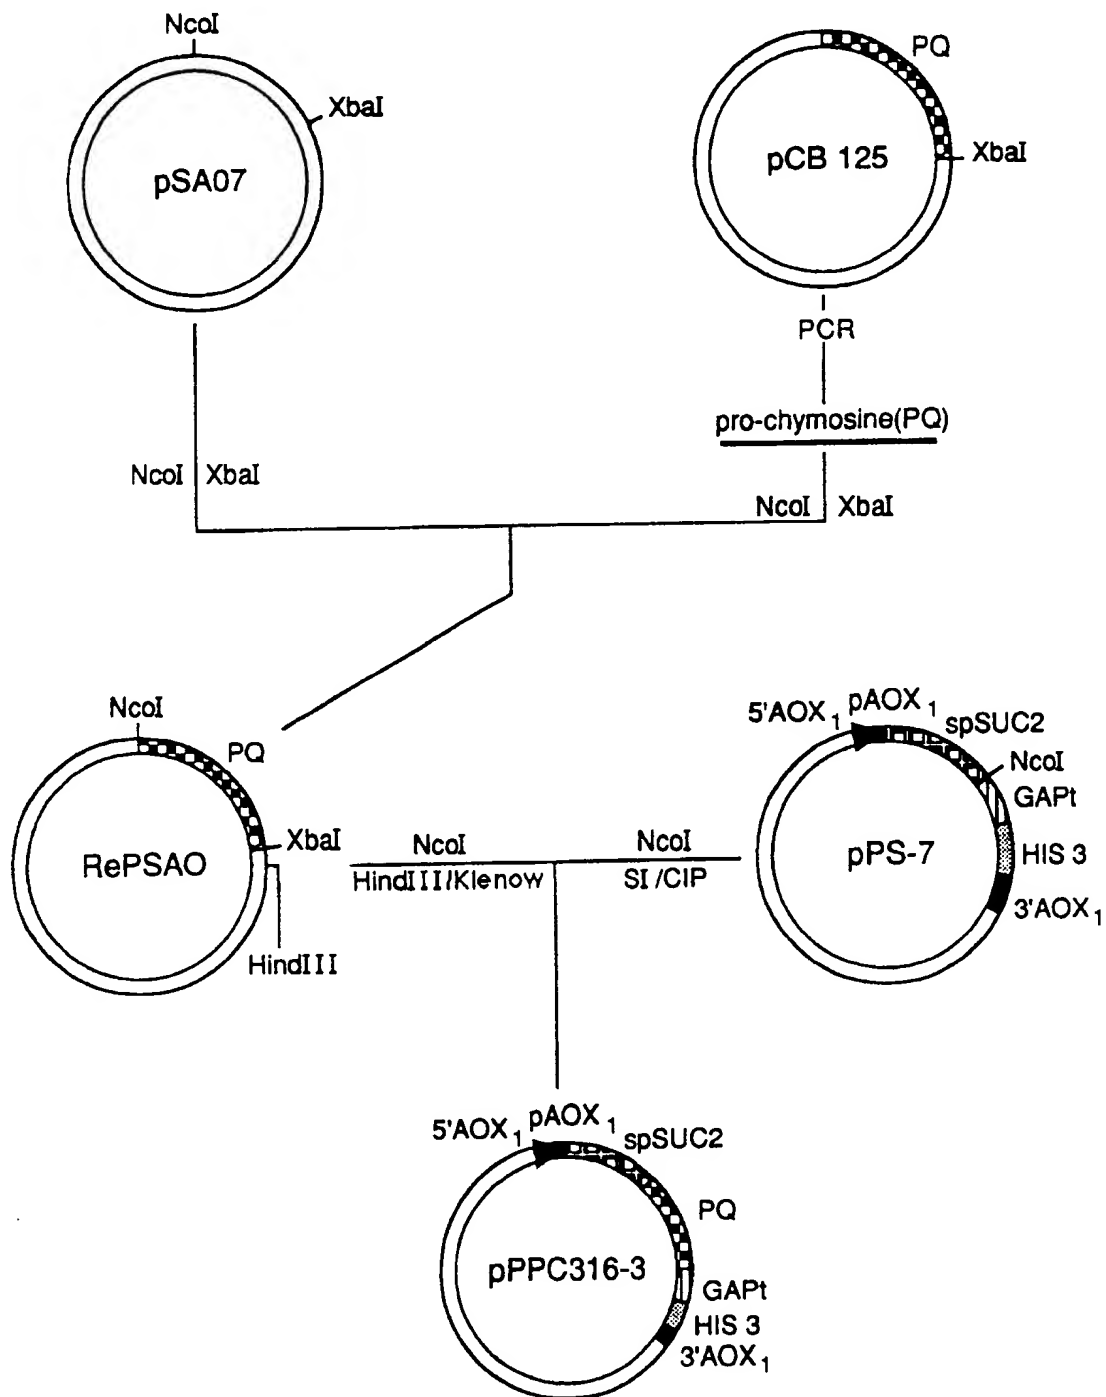 NcoI
XbaI
pSA07
PQ
XbaI
pCB 125
PCR
pro-chymosine(PQ)
NcoI XbaI
NcoI XbaI
NcoI
PQ
XbaI
RePSAO
HindIII
NcoI
HindIII/Klenow
NcoI
SI/CIP
5'AOX1 pAOX1
spSUC2
NcoI
GAPt
pPS-7
HIS 3
3'AOX1
5'AOX1 pAOX1
spSUC2
PQ
pPPC316-3
GAPt
HIS 3
3'AOX1